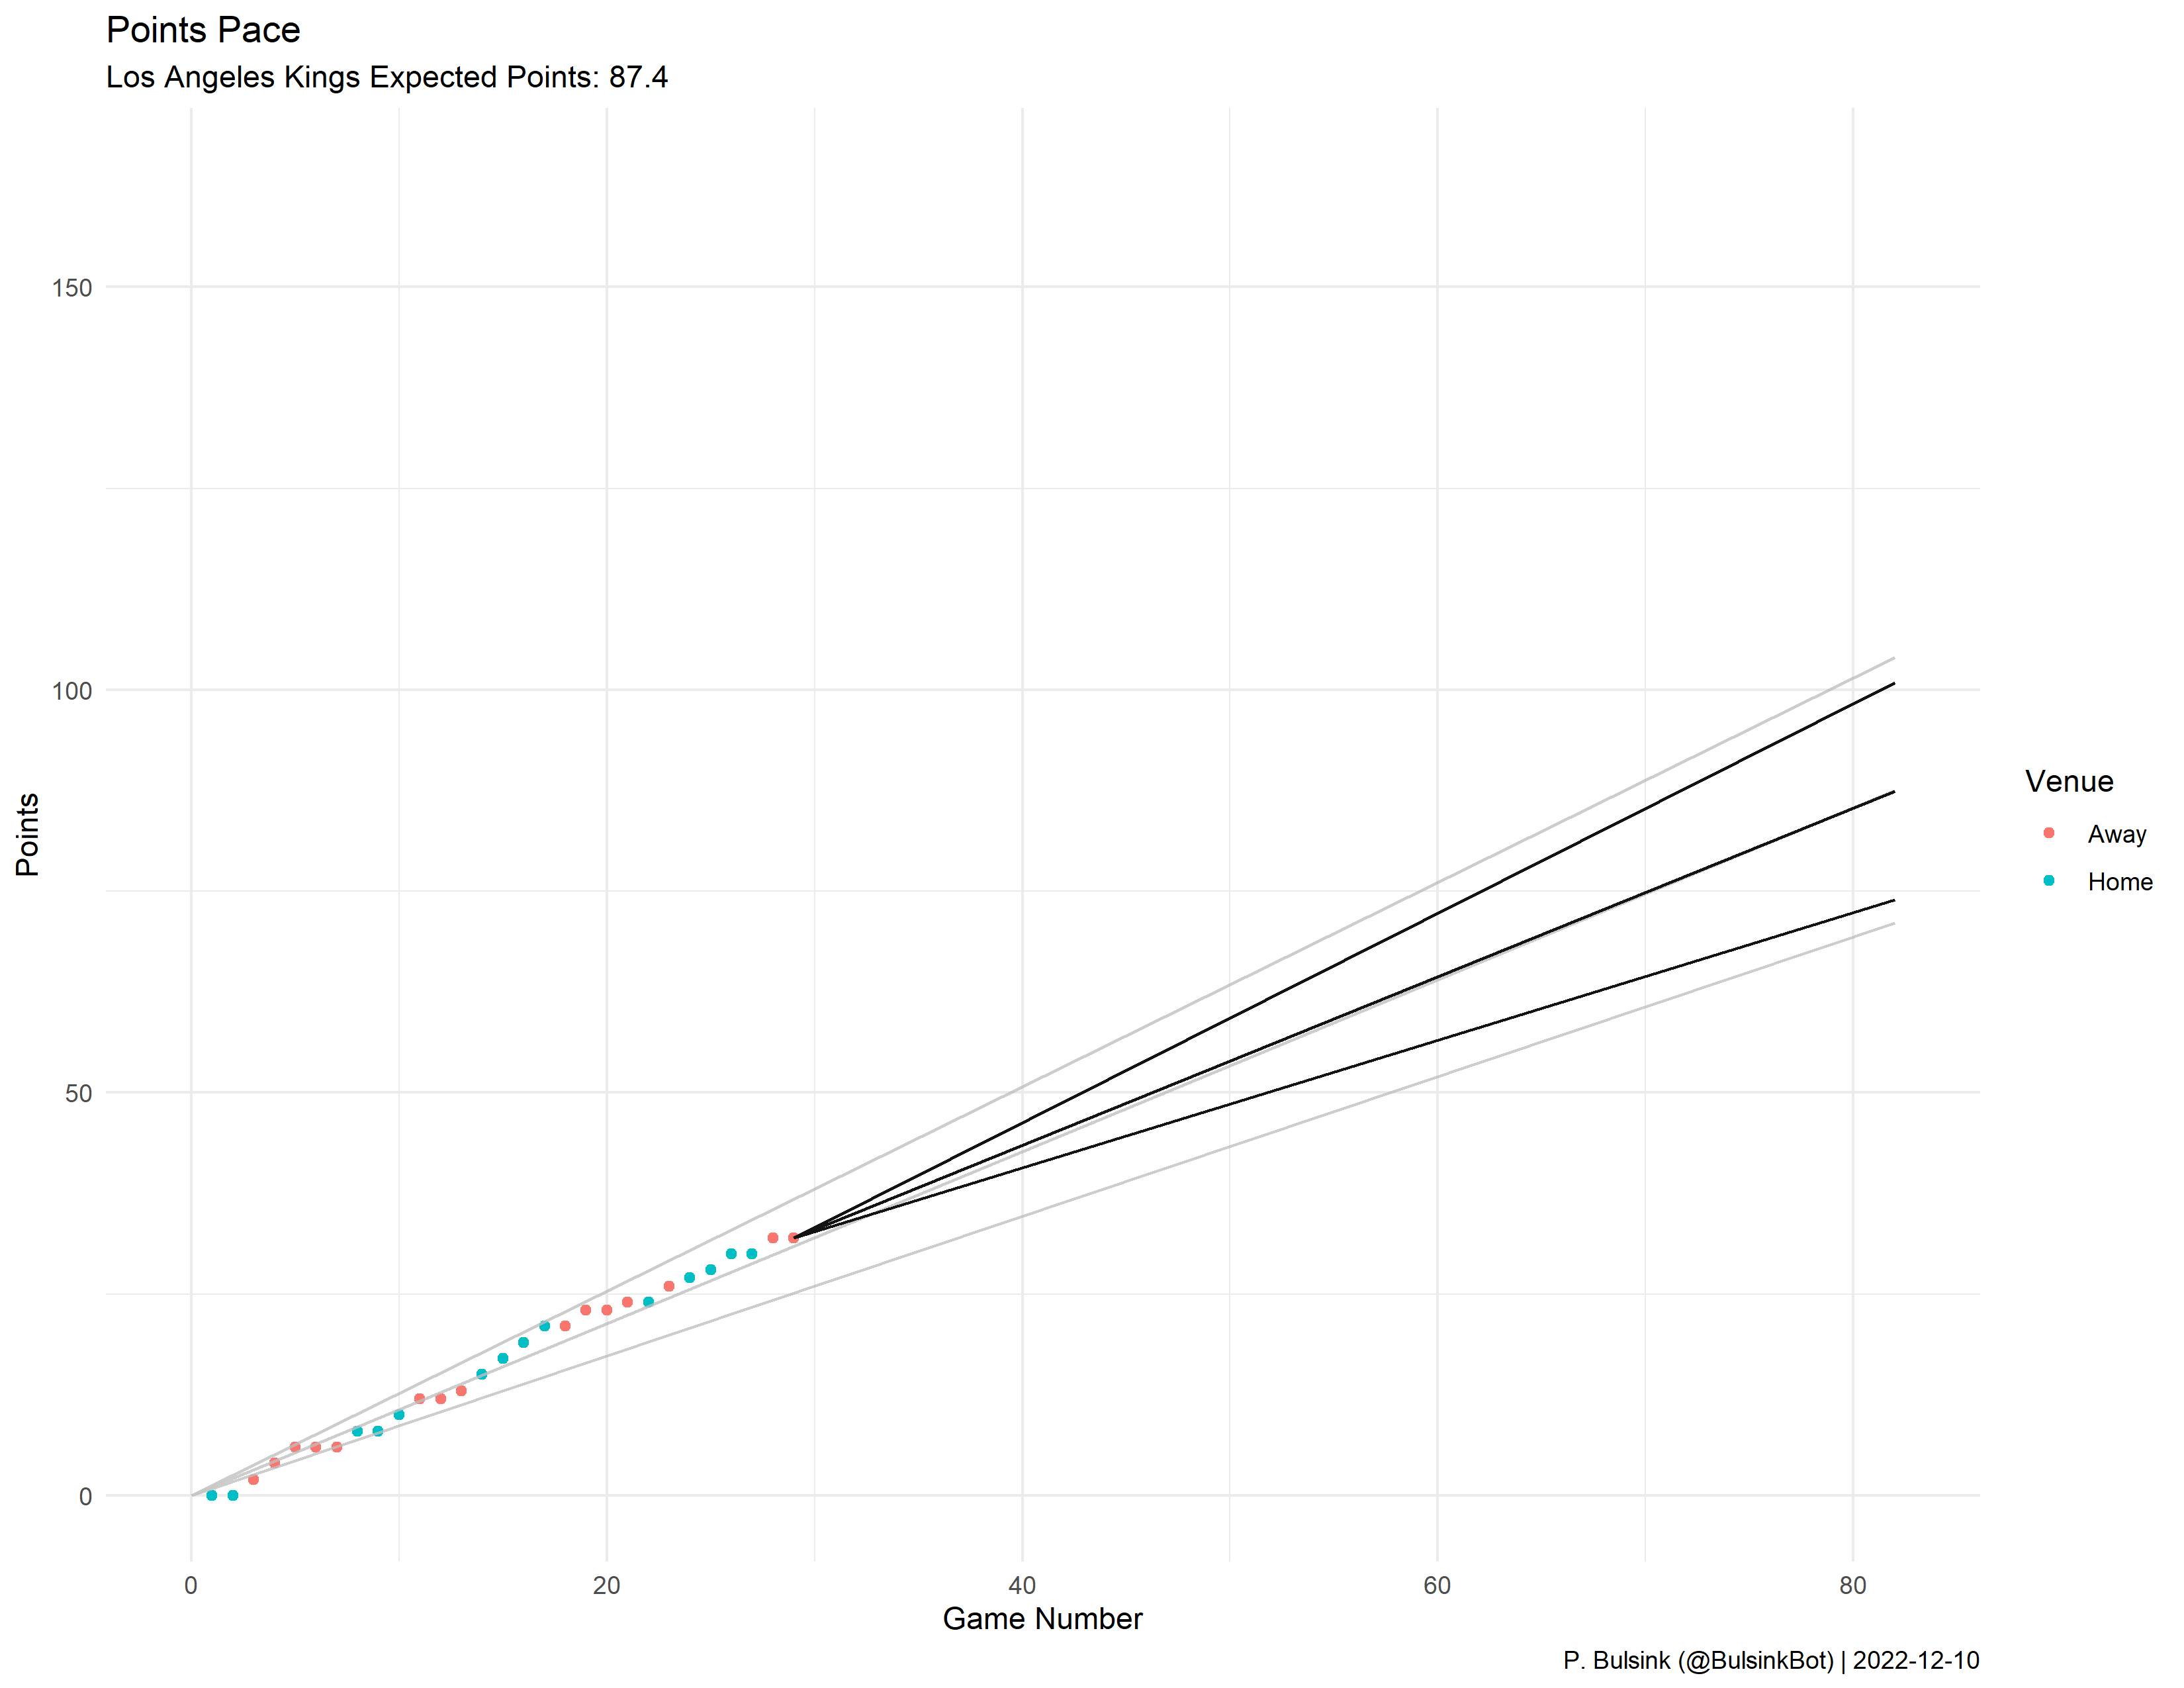 Points Pace
Los Angeles Kings Expected Points: 87.4
150
100
50
0
Points
0 20 40 60 80
Game Number
Venue
Away
Home
P. Bulsink (@BulsinkBot) | 2022-12-10